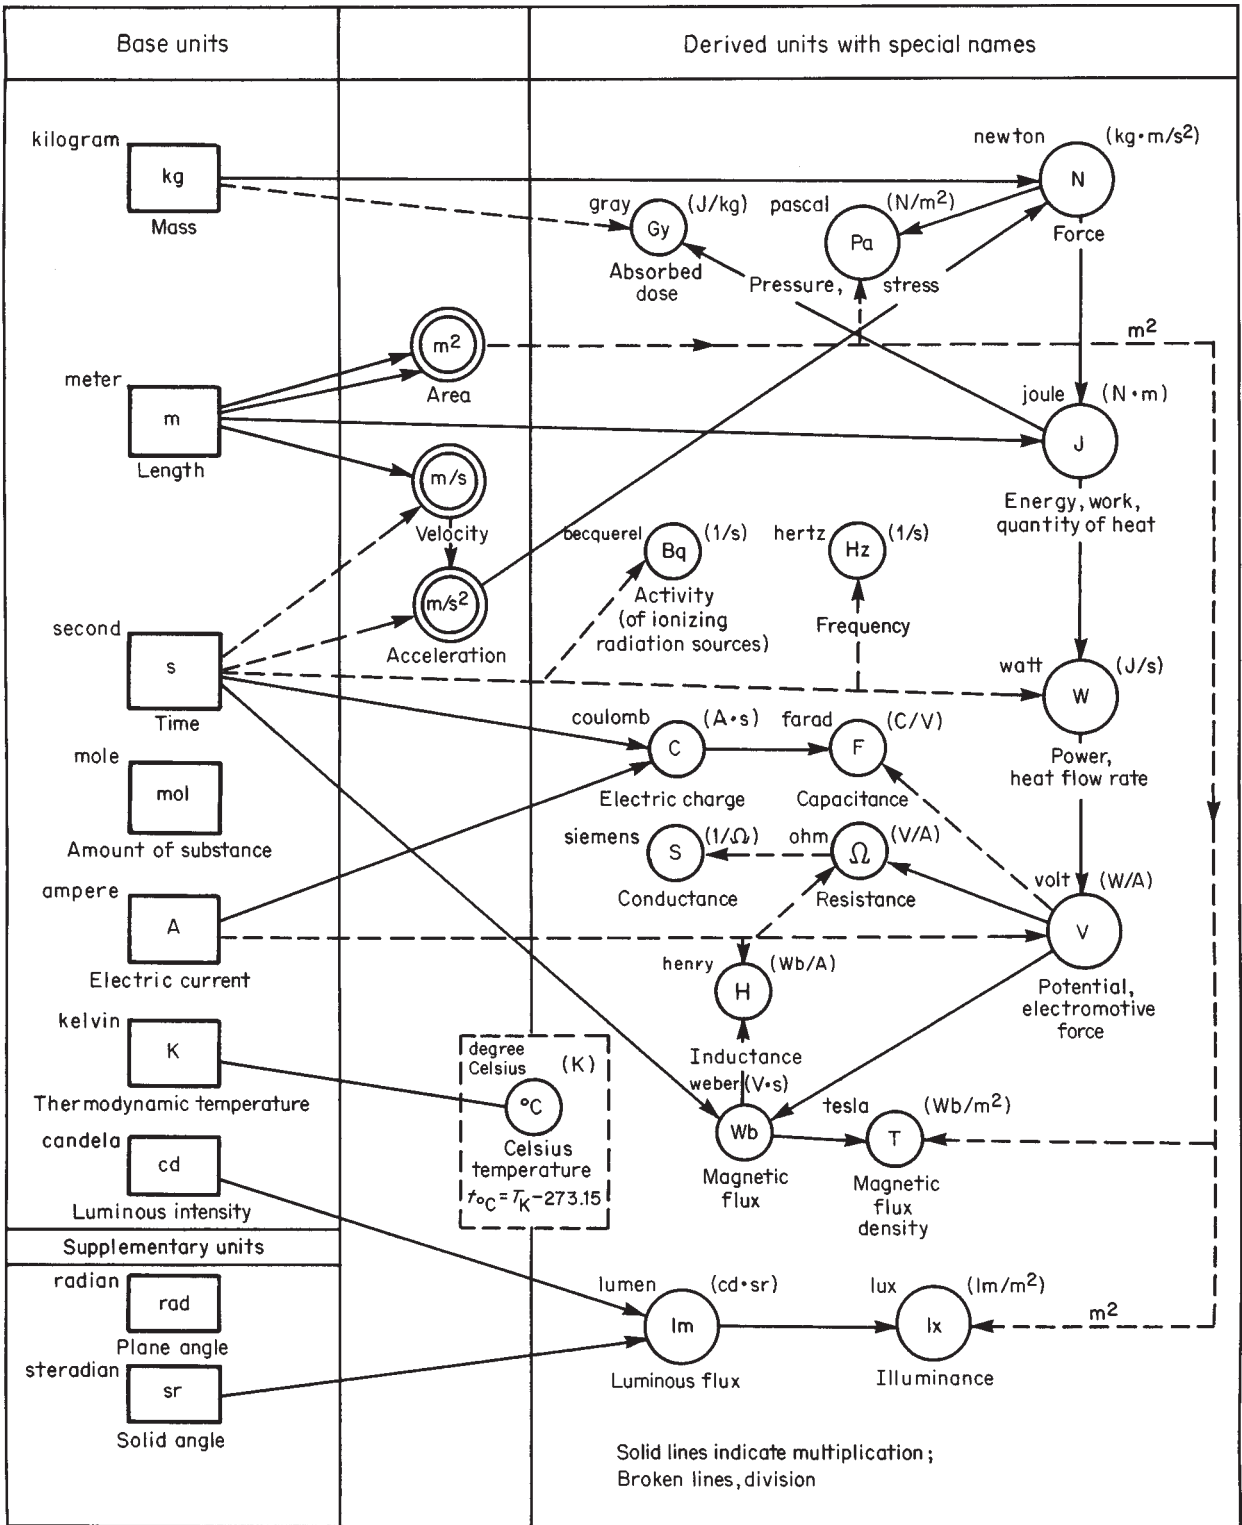 Base units
Derived units with special names
kilogram
kg
Mass
newton
(kg•m/s²)
N
Force
gray
(J/kg)
Gy
Absorbed
dose
pascal
(N/m²)
Pa
Pressure, stress
m²
Area
m²
meter
m
Length
joule
(N•m)
J
Energy, work,
quantity of heat
m/s
Velocity
becquerel
(1/s)
Bq
Activity
(of ionizing
radiation sources)
hertz
(1/s)
Hz
Frequency
m/s²
Acceleration
second
s
Time
watt
(J/s)
W
Power,
heat flow rate
coulomb
(A•s)
C
Electric charge
farad
(C/V)
F
Capacitance
mole
mol
Amount of substance
siemens
(1/Ω)
S
Conductance
ohm
(V/A)
Ω
Resistance
volt
(W/A)
V
Potential,
electromotive
force
ampere
A
Electric current
henry
(Wb/A)
H
Inductance
kelvin
K
Thermodynamic temperature
degree
Celsius
(K)
°C
Celsius
temperature
t°C = TK – 273.15
weber
(V•s)
Wb
Magnetic
flux
tesla
(Wb/m²)
T
Magnetic
flux
density
candela
cd
Luminous intensity
Supplementary units
radian
rad
Plane angle
lumen
(cd•sr)
lm
Luminous flux
lux
(lm/m²)
lx
Illuminance
m²
steradian
sr
Solid angle
Solid lines indicate multiplication;
Broken lines, division